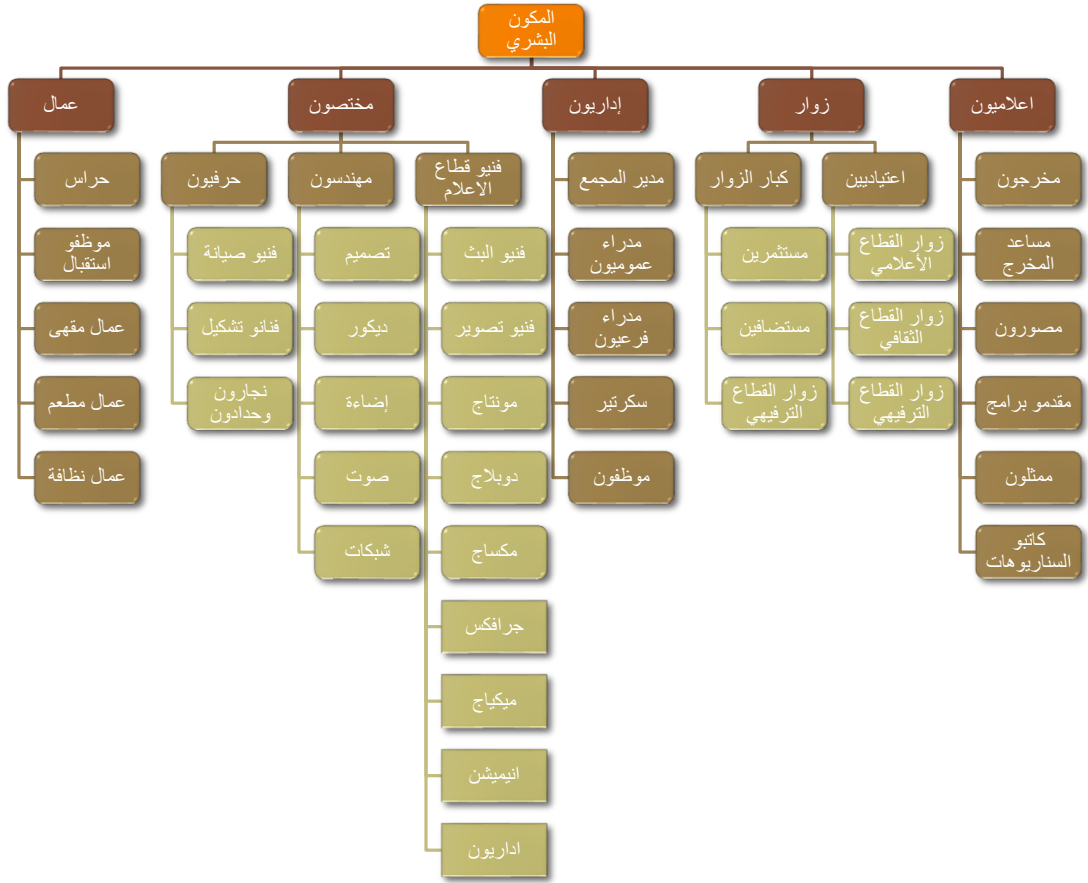 المكون
البشري
اعلاميون
زوار
إداريون
مختصون
عمال
مخرجون
مساعد
المخرج
مصورون
مقدمو برامج
ممثلون
كاتبو
السناريوهات
اعتياديين
زوار القطاع
الأعلامي
زوار القطاع
الثقافي
زوار القطاع
الترفيهي
كبار الزوار
مستثمرين
مستضافين
زوار القطاع
الترفيهي
مدير المجمع
مدراء
عموميون
مدراء
فرعيون
سكرتير
موظفون
فنيو قطاع
الاعلام
فنيو البث
فنيو تصوير
مونتاج
دوبلاج
مكساج
جرافكس
ميكياج
انيميشن
اداريون
مهندسون
تصميم
ديكور
إضاءة
صوت
شبكات
حرفيون
فنيو صيانة
فنانو تشكيل
نجارون
وحدادون
حراس
موظفو
استقبال
عمال مقهى
عمال مطعم
عمال نظافة